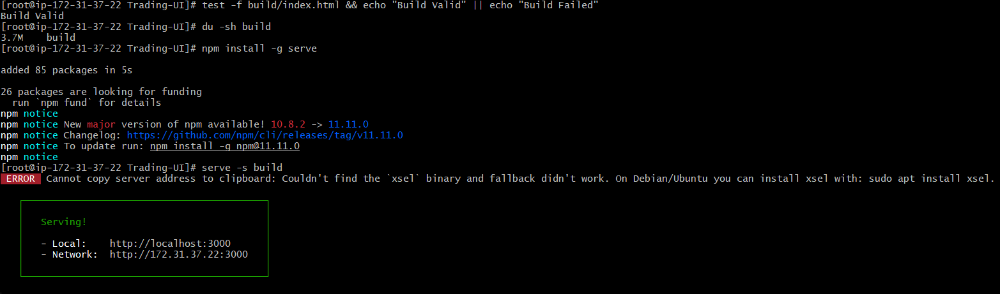 [root@ip-172-31-37-22 Trading-UI]# test -f build/index.html && echo "Build Valid" || echo "Build Failed"
Build Valid
[root@ip-172-31-37-22 Trading-UI]# du -sh build
3.7M    build
[root@ip-172-31-37-22 Trading-UI]# npm install -g serve
added 85 packages in 5s
26 packages are looking for funding
  run `npm fund` for details
npm notice
npm notice New major version of npm available! 10.8.2 -> 11.11.0
npm notice Changelog: https://github.com/npm/cli/releases/tag/v11.11.0
npm notice To update run: npm install -g npm@11.11.0
npm notice
[root@ip-172-31-37-22 Trading-UI]# serve -s build
ERROR Cannot copy server address to clipboard: Couldn't find the `xsel` binary and fallback didn't work. On Debian/Ubuntu you can install xsel with: sudo apt install xsel.
Serving!
- Local:    http://localhost:3000
- Network:  http://172.31.37.22:3000